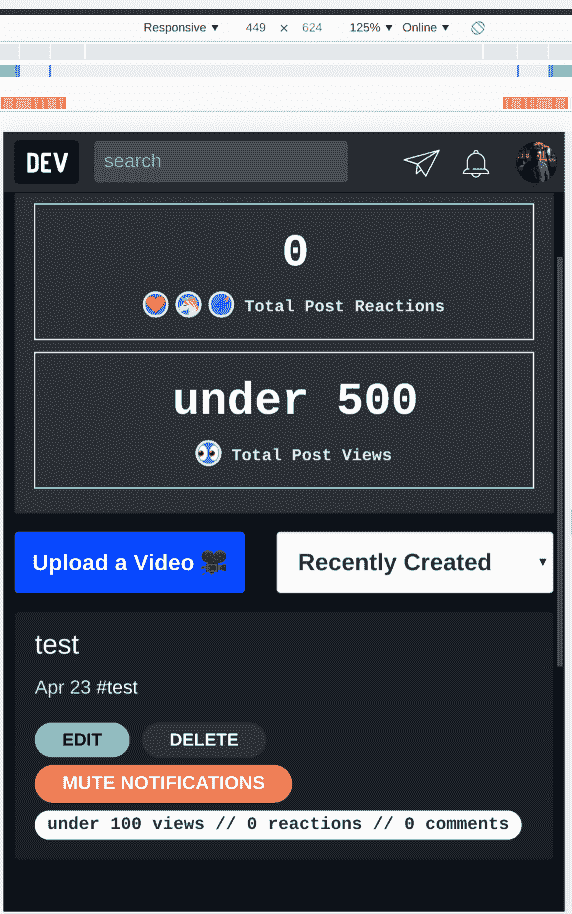 Responsive ▼ 449 × 624 125% ▼ Online ▼
DEV search
0
Total Post Reactions
under 500
Total Post Views
Upload a Video Recently Created ▼
test
Apr 23 #test
EDIT DELETE
MUTE NOTIFICATIONS
under 100 views // 0 reactions // 0 comments